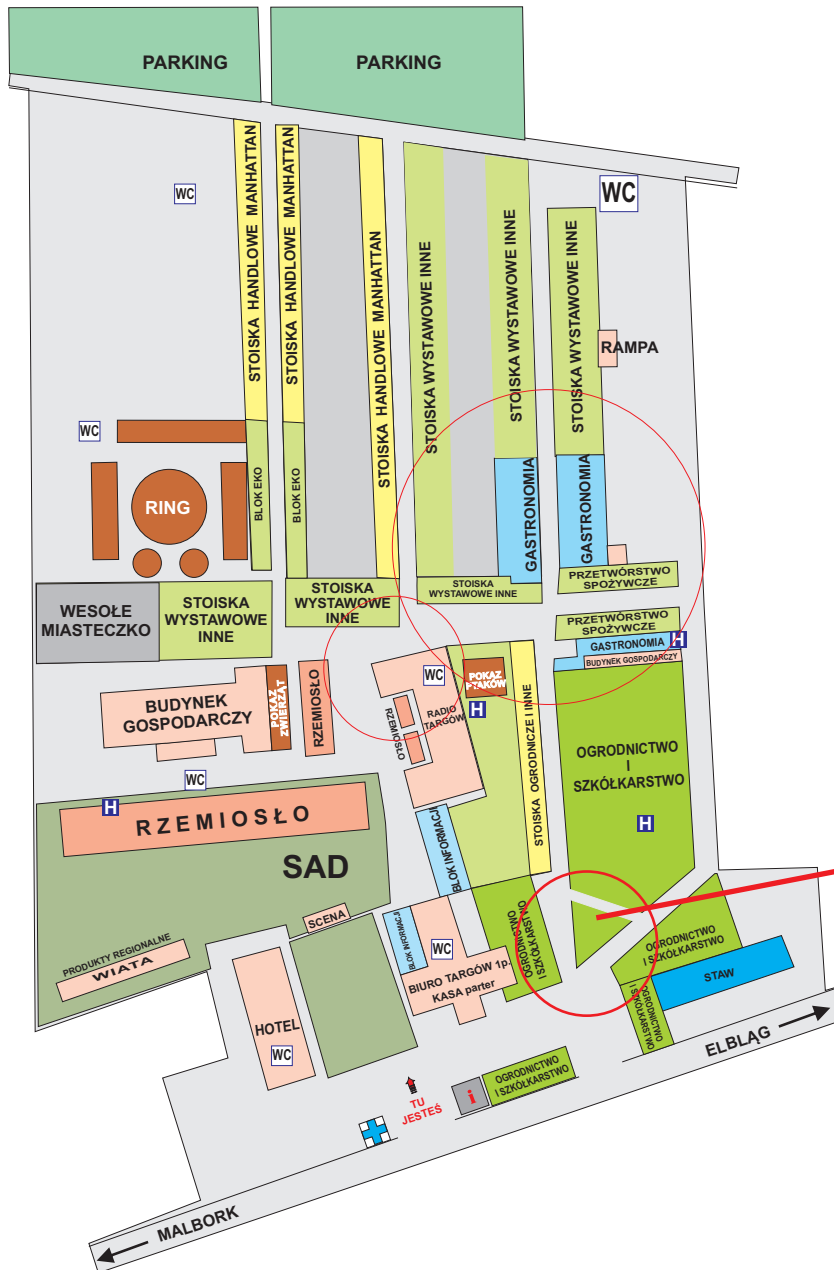 PARKING
PARKING
WC
WC
STOISKA HANDLOWE MANHATTAN
STOISKA HANDLOWE MANHATTAN
STOISKA HANDLOWE MANHATTAN
STOISKA WYSTAWOWE INNE
STOISKA WYSTAWOWE INNE
STOISKA WYSTAWOWE INNE
RAMPA
WC
RING
BLOK EKO
BLOK EKO
GASTRONOMIA
GASTRONOMIA
PRZETWÓRSTWO
SPOŻYWCZE
WESOŁE
MIASTECZKO
STOISKA
WYSTAWOWE
INNE
STOISKA
WYSTAWOWE
INNE
STOISKA
WYSTAWOWE INNE
PRZETWÓRSTWO
SPOŻYWCZE
GASTRONOMIA
H
BUDYNEK GOSPODARCZY
BUDYNEK
GOSPODARCZY
POKAZ
ZWIERZĄT
RZEMIOSŁO
WC
POKAZ
PTAKÓW
H
RADIO
TARGÓW
RZEMIOSŁO
STOISKA OGRODNICZE I INNE
OGRODNICTWO
I
SZKÓŁKARSTWO
H
WC
H
RZEMIOSŁO
SAD
BLOK INFORMACJI
SCENA
BLOK INFORMACJI
WC
BIURO TARGÓW 1p.
KASA parter
OGRODNICTWO
I SZKÓŁKARSTWO
OGRODNICTWO
I SZKÓŁKARSTWO
STAW
OGRODNICTWO
I SZKÓŁKARSTWO
PRODUKTY REGIONALNE
WIATA
HOTEL
WC
TU
JESTEŚ
i
OGRODNICTWO
I SZKÓŁKARSTWO
ELBLĄG
MALBORK